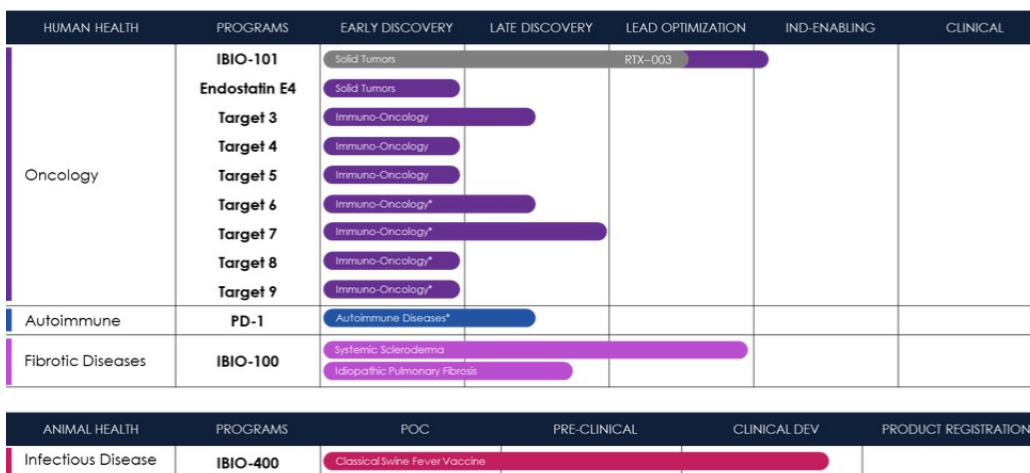 HUMAN HEALTH PROGRAMS EARLY DISCOVERY LATE DISCOVERY LEAD OPTIMIZATION IND-ENABLING CLINICAL
IBIO-101 Solid Tumors RTX-003
Endostatin E4 Solid Tumors
Target 3 Immuno-Oncology
Target 4 Immuno-Oncology
Oncology Target 5 Immuno-Oncology
Target 6 Immuno-Oncology*
Target 7 Immuno-Oncology*
Target 8 Immuno-Oncology*
Target 9 Immuno-Oncology*
Autoimmune PD-1 Autoimmune Diseases*
Systemic Scleroderma
Fibrotic Diseases IBIO-100
Idiopathic Pulmonary Fibrosis
ANIMAL HEALTH PROGRAMS POC PRE-CLINICAL CLINICAL DEV PRODUCT REGISTRATION
Infectious Disease IBIO-400 Classical Swine Fever Vaccine